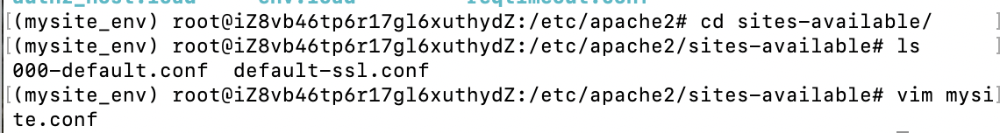 [(mysite_env) root@iZ8vb46tp6r17gl6xuthydZ:/etc/apache2# cd sites-available/ ]
[(mysite_env) root@iZ8vb46tp6r17gl6xuthydZ:/etc/apache2/sites-available# ls ]
000-default.conf  default-ssl.conf
[(mysite_env) root@iZ8vb46tp6r17gl6xuthydZ:/etc/apache2/sites-available# vim mysi]
te.conf